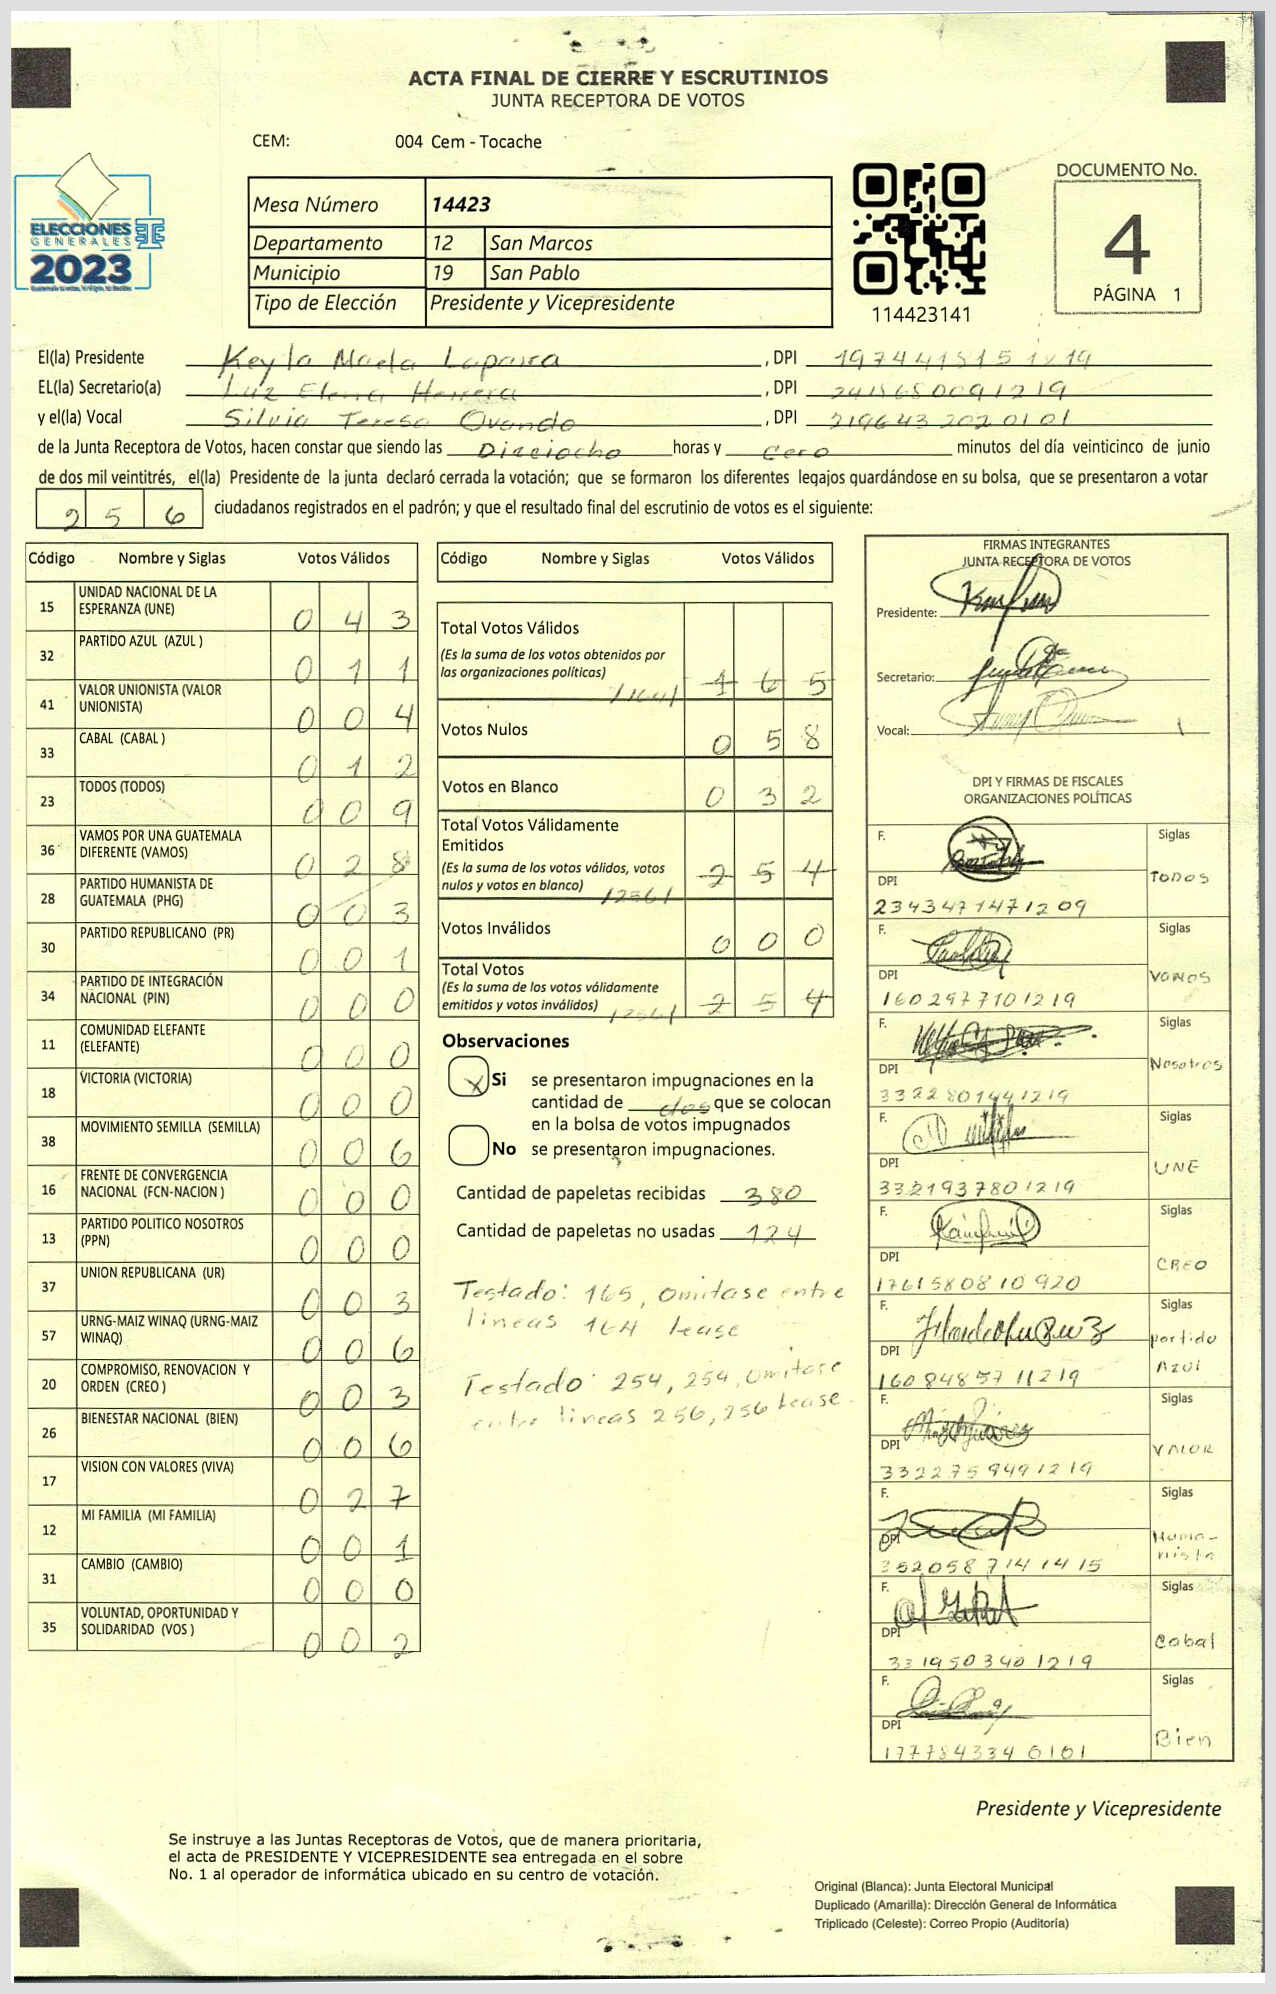 ACTA FINAL DE CIERRE Y ESCRUTINIOS
JUNTA RECEPTORA DE VOTOS
CEM: 004 Cem - Tocache
ELECCIONES
GENERALES
2023
Mesa Número 14423
Departamento 12 San Marcos
Municipio 19 San Pablo
Tipo de Elección Presidente y Vicepresidente
114423141
DOCUMENTO No.
4
PÁGINA 1
El(la) Presidente Keyla Maela Laparra , DPI
EL(la) Secretario(a) Luz Elena Herrera , DPI
y el(la) Vocal Silvia Teresa Ovando , DPI 219643 202 0101
de la Junta Receptora de Votos, hacen constar que siendo las Dieciocho horas y cero minutos del día veinticinco de junio
de dos mil veintitrés, el(la) Presidente de la junta declaró cerrada la votación; que se formaron los diferentes legajos guardándose en su bolsa, que se presentaron a votar
2 5 6 ciudadanos registrados en el padrón; y que el resultado final del escrutinio de votos es el siguiente:
Código Nombre y Siglas Votos Válidos
15 UNIDAD NACIONAL DE LA ESPERANZA (UNE) 0 4 3
32 PARTIDO AZUL (AZUL ) 0 1 1
41 VALOR UNIONISTA (VALOR UNIONISTA) 0 0 4
33 CABAL (CABAL ) 0 1 2
23 TODOS (TODOS) 0 0 9
36 VAMOS POR UNA GUATEMALA DIFERENTE (VAMOS) 0 2 8
28 PARTIDO HUMANISTA DE GUATEMALA (PHG) 0 0 3
30 PARTIDO REPUBLICANO (PR) 0 0 1
34 PARTIDO DE INTEGRACIÓN NACIONAL (PIN) 0 0 0
11 COMUNIDAD ELEFANTE (ELEFANTE) 0 0 0
18 VICTORIA (VICTORIA) 0 0 0
38 MOVIMIENTO SEMILLA (SEMILLA) 0 0 6
16 FRENTE DE CONVERGENCIA NACIONAL (FCN-NACION ) 0 0 0
13 PARTIDO POLITICO NOSOTROS (PPN) 0 0 0
37 UNION REPUBLICANA (UR) 0 0 3
57 URNG-MAIZ WINAQ (URNG-MAIZ WINAQ) 0 0 6
20 COMPROMISO, RENOVACION Y ORDEN (CREO ) 0 0 3
26 BIENESTAR NACIONAL (BIEN) 0 0 6
17 VISION CON VALORES (VIVA) 0 2 7
12 MI FAMILIA (MI FAMILIA) 0 0 1
31 CAMBIO (CAMBIO) 0 0 0
35 VOLUNTAD, OPORTUNIDAD Y SOLIDARIDAD (VOS ) 0 0 2
Código Nombre y Siglas Votos Válidos
Total Votos Válidos
(Es la suma de los votos obtenidos por
las organizaciones políticas) /164/ 1 6 5
Votos Nulos 0 5 8
Votos en Blanco 0 3 2
Total Votos Válidamente
Emitidos
(Es la suma de los votos válidos, votos
nulos y votos en blanco) /256/ 2 5 4
Votos Inválidos 0 0 0
Total Votos
(Es la suma de los votos válidamente
emitidos y votos inválidos) /256/ 2 5 4
Observaciones
X Si se presentaron impugnaciones en la
cantidad de dos que se colocan
en la bolsa de votos impugnados
No se presentaron impugnaciones.
Cantidad de papeletas recibidas 380
Cantidad de papeletas no usadas 124
Testado: 165, omitase entre
lineas 164 lease
Testado: 254, 254, omitase
entre lineas 256, 256 lease.
FIRMAS INTEGRANTES
JUNTA RECEPTORA DE VOTOS
Presidente:
Secretario:
Vocal:
DPI Y FIRMAS DE FISCALES
ORGANIZACIONES POLÍTICAS
F. Siglas
DPI TODOS
2343471471209
F. Siglas
DPI VAMOS
1602977101219
F. Siglas
DPI Nosotros
3322801441219
F. Siglas
DPI UNE
3321937801219
F. Siglas
DPI CREO
1761580810920
F. Siglas
DPI partido Azul
1608485711219
F. Siglas
DPI VALOR
3322759491219
F. Siglas
DPI Humanista
3520587141415
F. Siglas
DPI Cabal
3319503401219
F. Siglas
DPI Bien
1777843340101
Presidente y Vicepresidente
Se instruye a las Juntas Receptoras de Votos, que de manera prioritaria,
el acta de PRESIDENTE Y VICEPRESIDENTE sea entregada en el sobre
No. 1 al operador de informática ubicado en su centro de votación.
Original (Blanca): Junta Electoral Municipal
Duplicado (Amarilla): Dirección General de Informática
Triplicado (Celeste): Correo Propio (Auditoría)